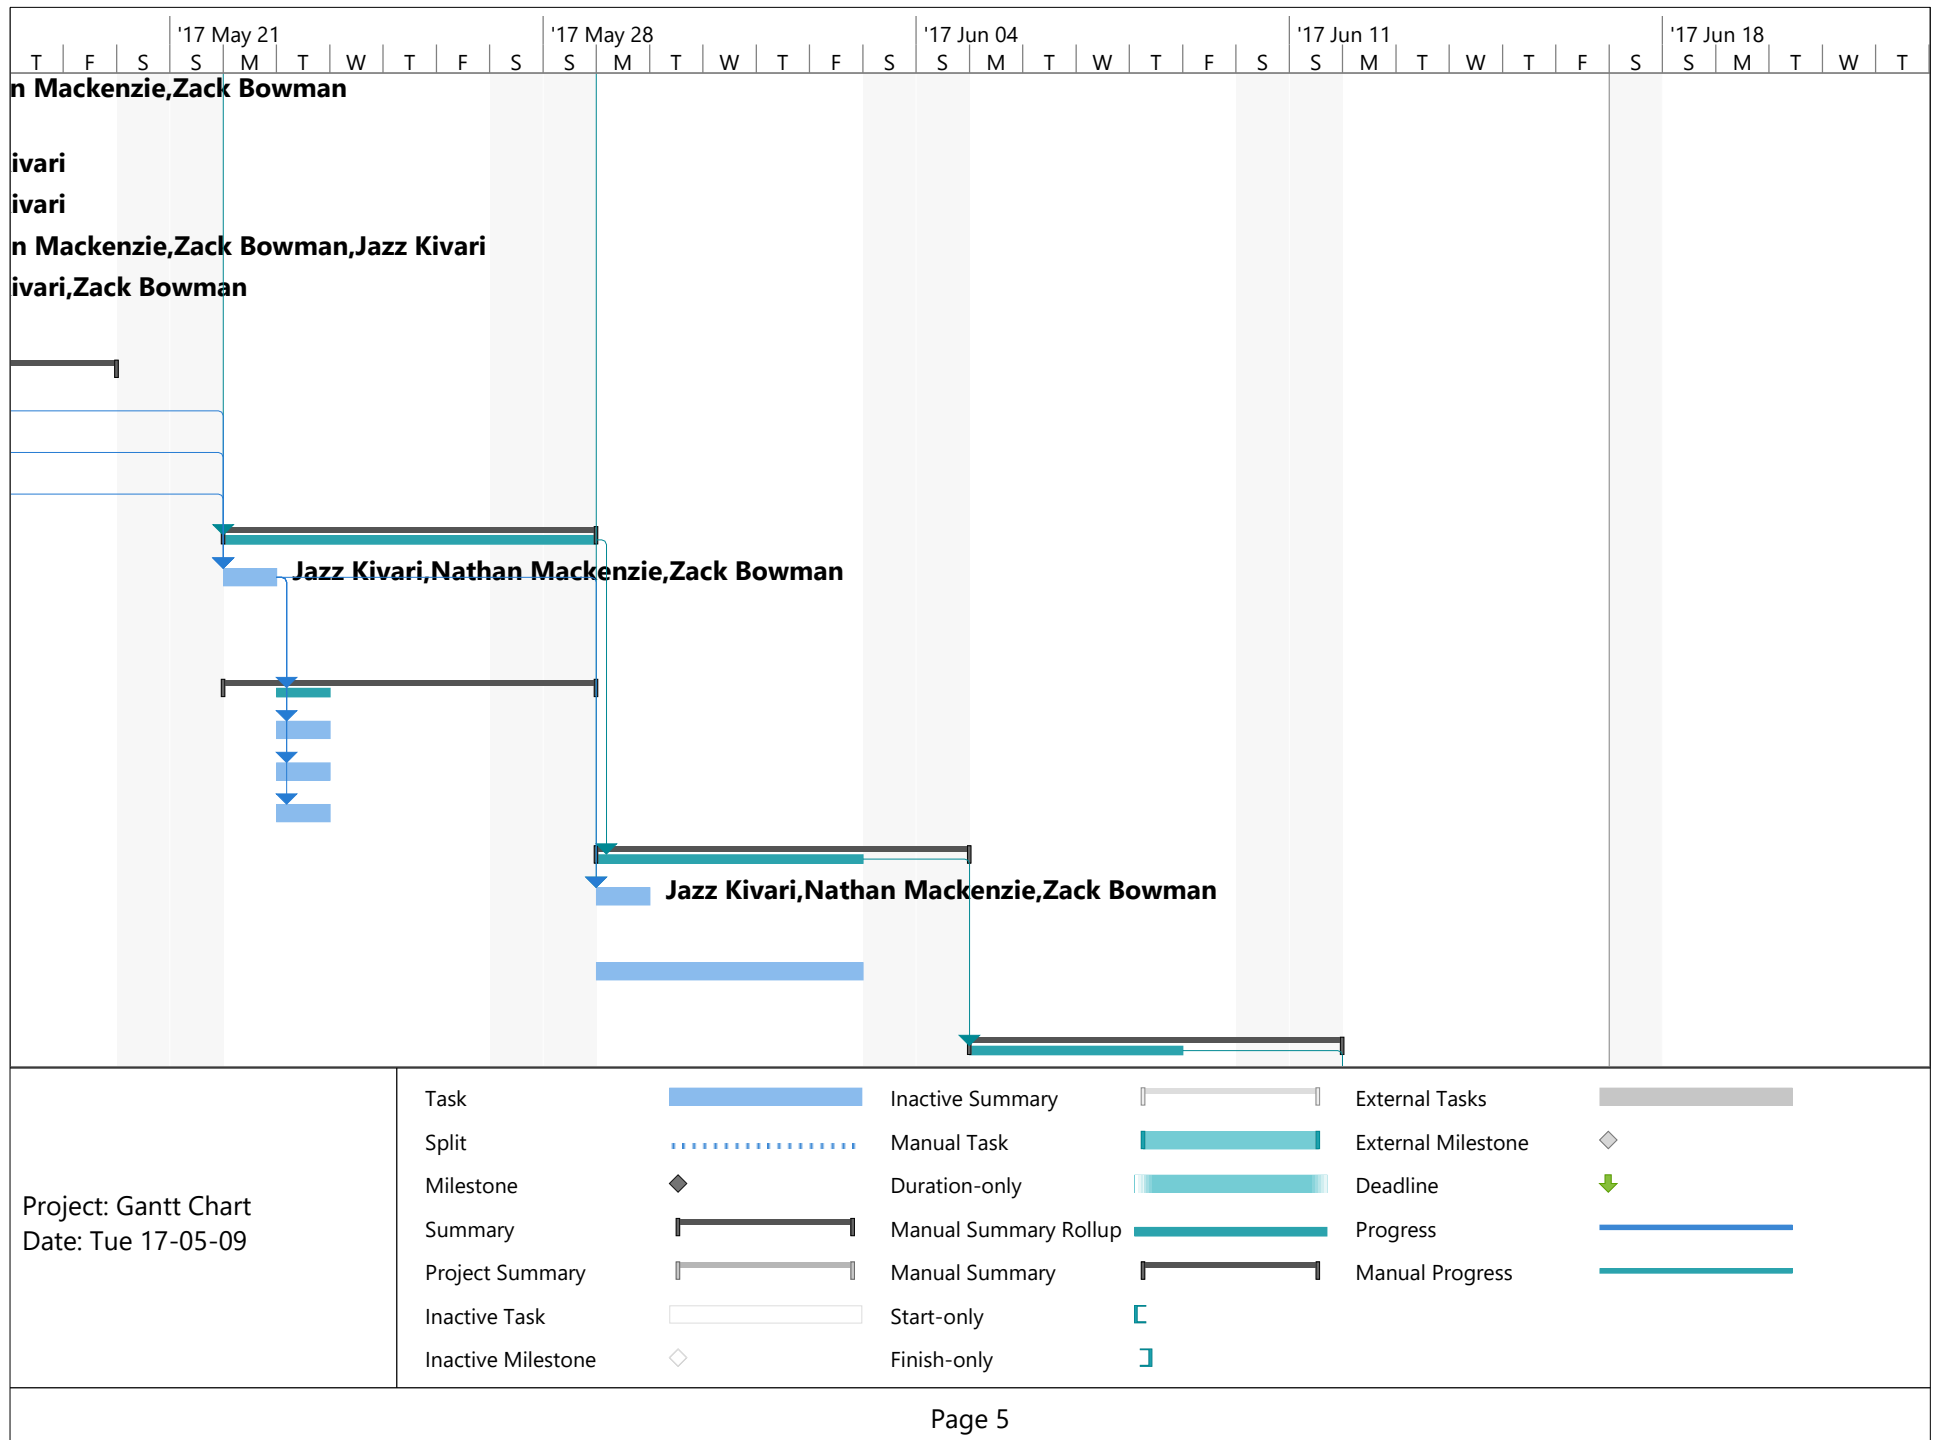 '17 May 21 '17 May 28 '17 Jun 04 '17 Jun 11 '17 Jun 18
T F S S M T W T F S S M T W T F S S M T W T F S S M T W T F S S M T W T
n Mackenzie,Zack Bowman
ivari
ivari
n Mackenzie,Zack Bowman,Jazz Kivari
ivari,Zack Bowman
Jazz Kivari,Nathan Mackenzie,Zack Bowman
Jazz Kivari,Nathan Mackenzie,Zack Bowman
Project: Gantt Chart
Date: Tue 17-05-09
Task
Split
Milestone
Summary
Project Summary
Inactive Task
Inactive Milestone
Inactive Summary
Manual Task
Duration-only
Manual Summary Rollup
Manual Summary
Start-only
Finish-only
External Tasks
External Milestone
Deadline
Progress
Manual Progress
Page 5